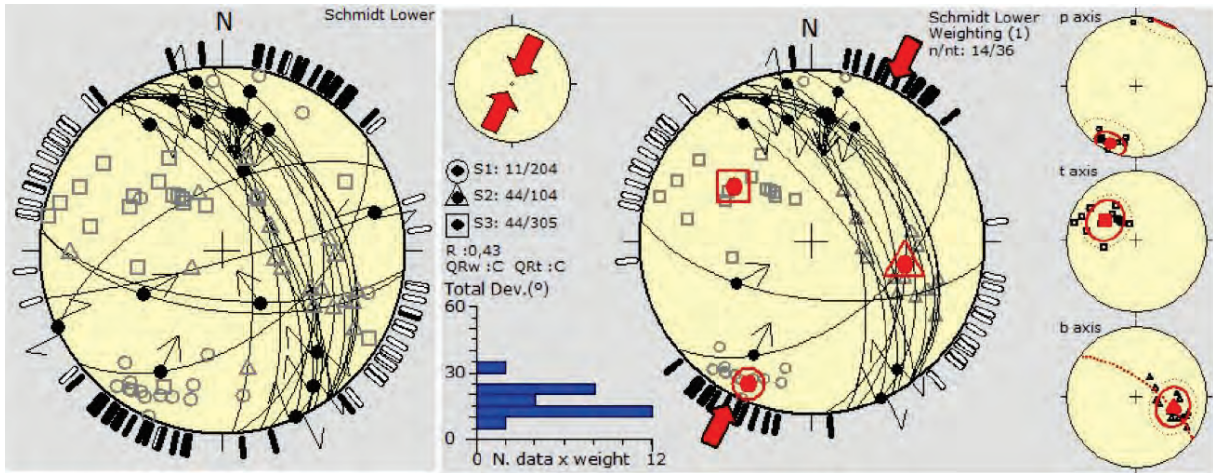 N
Schmidt Lower
S1: 11/204
S2: 44/104
S3: 44/305
R :0,43
QRw :C QRt :C
Total Dev.(°)
60
30
0
0 N. data x weight 12
N
Schmidt Lower
Weighting (1)
n/nt: 14/36
p axis
t axis
b axis